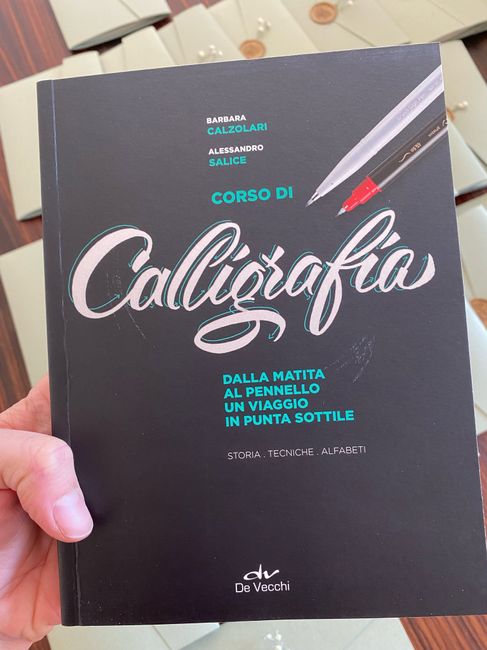 BARBARA
CALZOLARI
ALESSANDRO
SALICE
CORSO DI
Calligrafia
DALLA MATITA
AL PENNELLO
UN VIAGGIO
IN PUNTA SOTTILE
STORIA . TECNICHE . ALFABETI
dv
De Vecchi